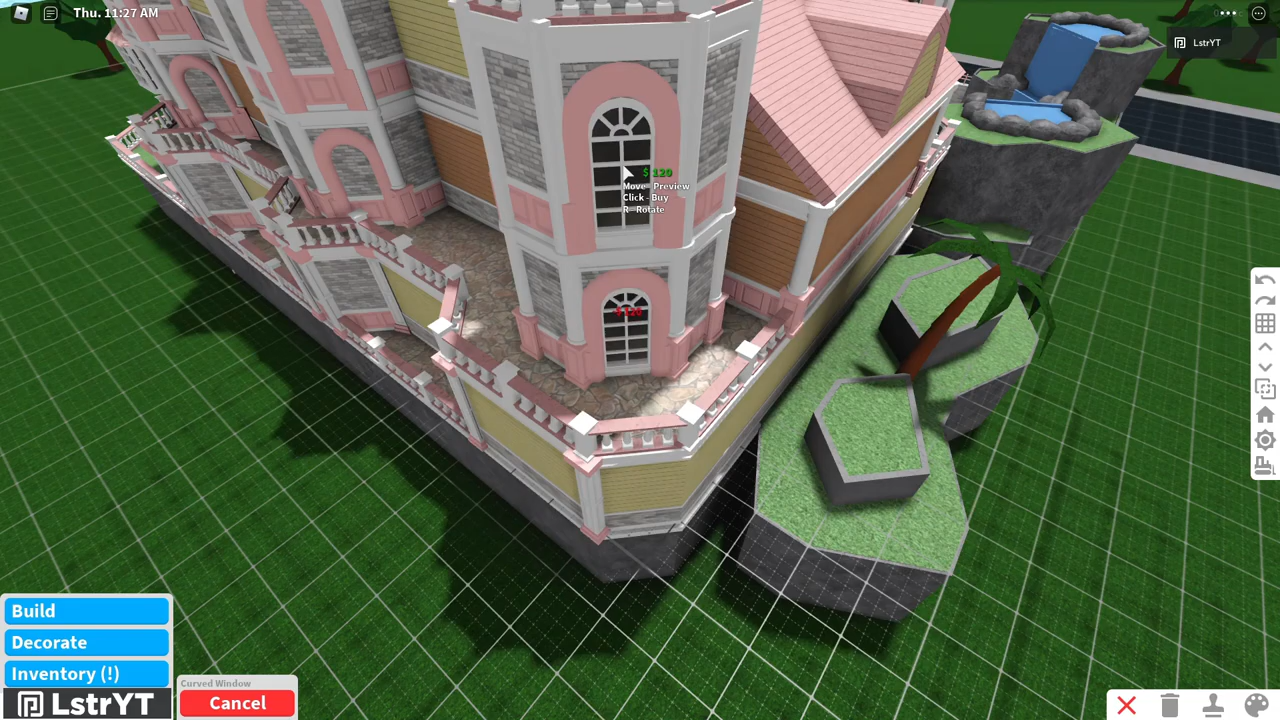 Thu. 11:27 AM
LstrYT
$ 120
Move - Preview
Click - Buy
R - Rotate
Build
Decorate
Inventory (!)
LstrYT
Curved Window
Cancel